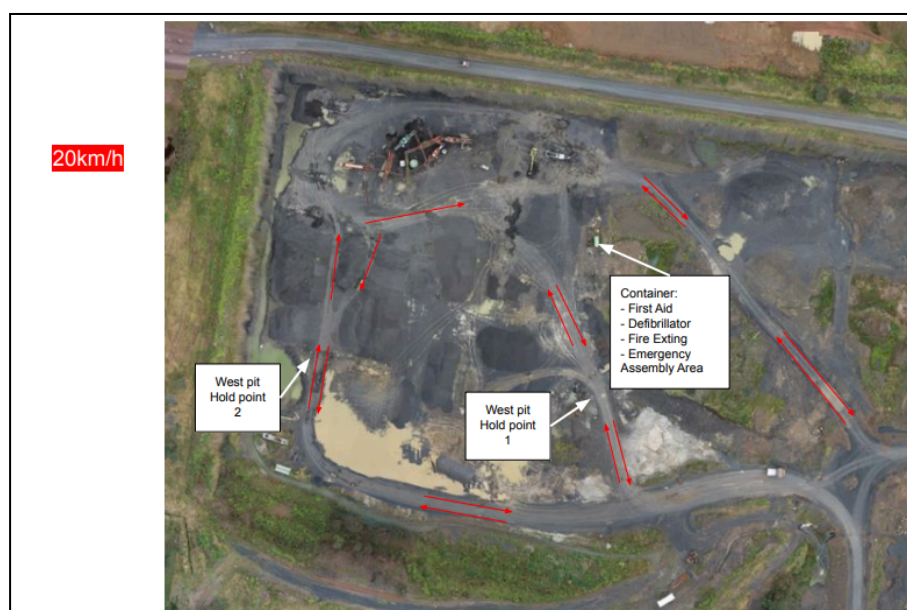 20km/h
Container:
- First Aid
- Defibrillator
- Fire Exting
- Emergency
Assembly Area
West pit
Hold point
2
West pit
Hold point
1